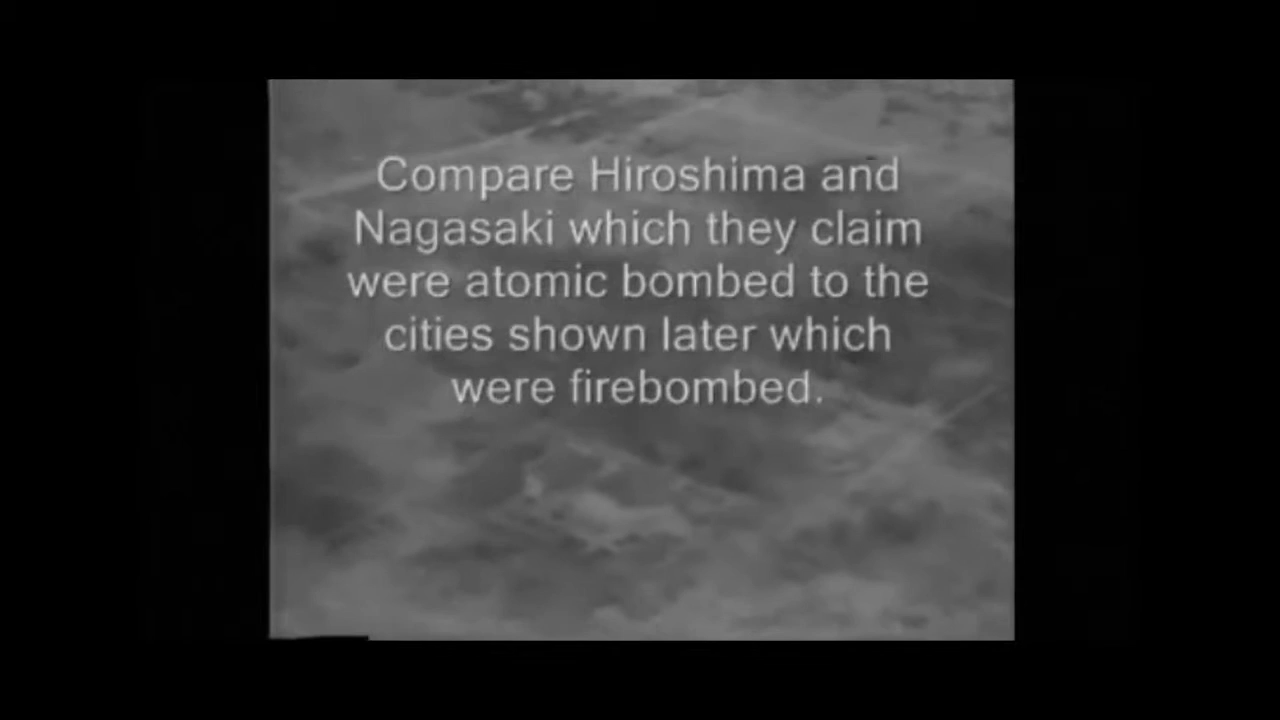 Compare Hiroshima and
Nagasaki which they claim
were atomic bombed to the
cities shown later which
were firebombed.